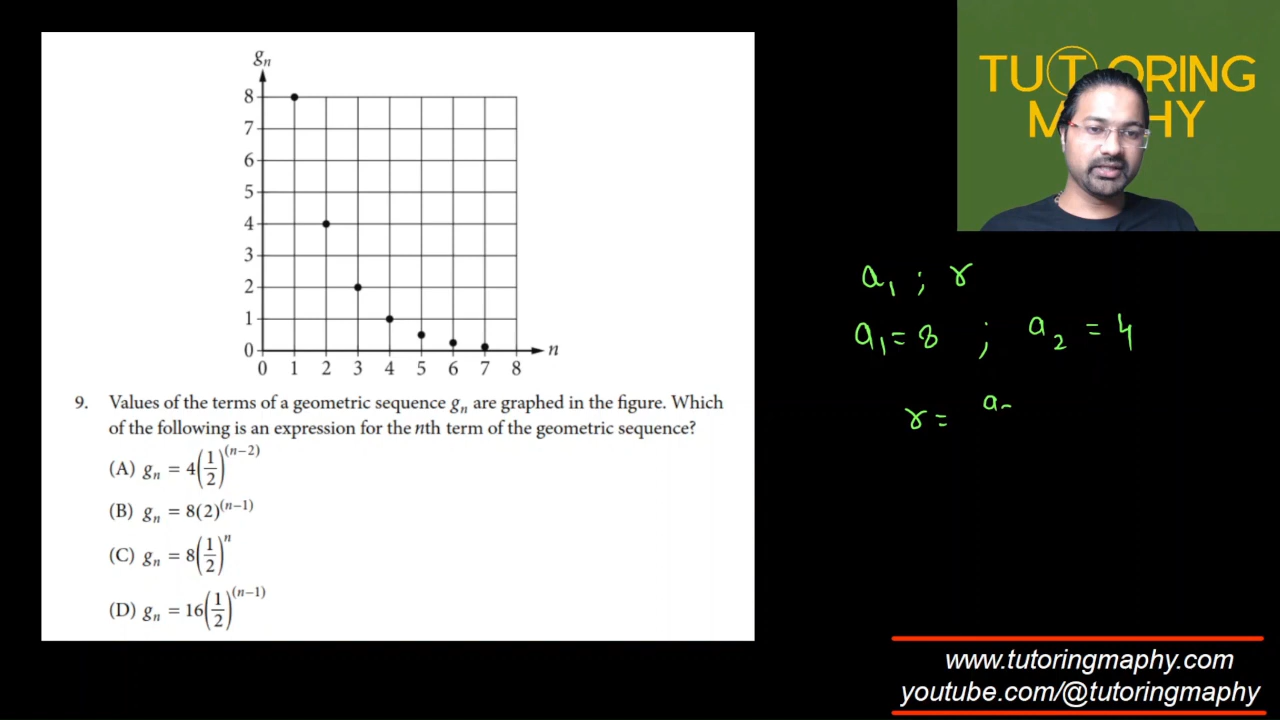 gₙ
8
7
6
5
4
3
2
1
0
0 1 2 3 4 5 6 7 8 n
9. Values of the terms of a geometric sequence gₙ are graphed in the figure. Which
of the following is an expression for the nth term of the geometric sequence?
(A) gₙ = 4(1/2)^(n−2)
(B) gₙ = 8(2)^(n−1)
(C) gₙ = 8(1/2)^n
(D) gₙ = 16(1/2)^(n−1)
TUTORING
M HY
a₁ ; r
a₁ = 8 ; a₂ = 4
r = a
www.tutoringmaphy.com
youtube.com/@tutoringmaphy